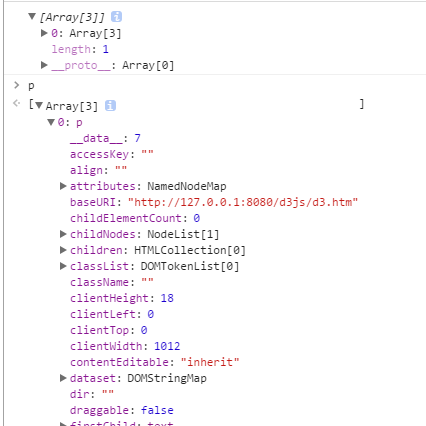 ▼ [Array[3]] i
▶ 0: Array[3]
length: 1
▶ __proto__: Array[0]
> p
<· [▼ Array[3] i ]
▼ 0: p
__data__: 7
accessKey: ""
align: ""
▶ attributes: NamedNodeMap
baseURI: "http://127.0.0.1:8080/d3js/d3.htm"
childElementCount: 0
▶ childNodes: NodeList[1]
▶ children: HTMLCollection[0]
▶ classList: DOMTokenList[0]
className: ""
clientHeight: 18
clientLeft: 0
clientTop: 0
clientWidth: 1012
contentEditable: "inherit"
▶ dataset: DOMStringMap
dir: ""
draggable: false
▶ firstChild: text